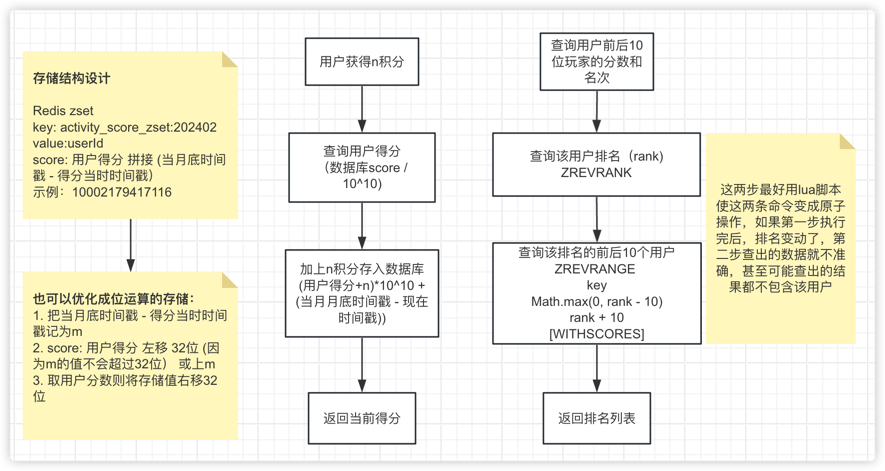 存储结构设计
Redis zset
key: activity_score_zset:202402
value:userId
score: 用户得分 拼接 (当月底时间
戳 - 得分当时时间戳）
示例：10002179417116
也可以优化成位运算的存储：
1. 把当月底时间戳 - 得分当时时间
戳记为m
2. score: 用户得分 左移 32位 (因
为m的值不会超过32位） 或上m
3. 取用户分数则将存储值右移32
位
用户获得n积分
查询用户得分
（数据库score /
10^10）
加上n积分存入数据库
(用户得分+n)*10^10 +
(当月月底时间戳 - 现在
时间戳))
返回当前得分
查询用户前后10
位玩家的分数和
名次
查询该用户排名（rank)
ZREVRANK
查询该排名的前后10个用户
ZREVRANGE
key
Math.max(0, rank - 10)
rank + 10
[WITHSCORES]
返回排名列表
这两步最好用lua脚本
使这两条命令变成原子
操作，如果第一步执行
完后，排名变动了，第
二步查出的数据就不准
确，甚至可能查出的结
果都不包含该用户